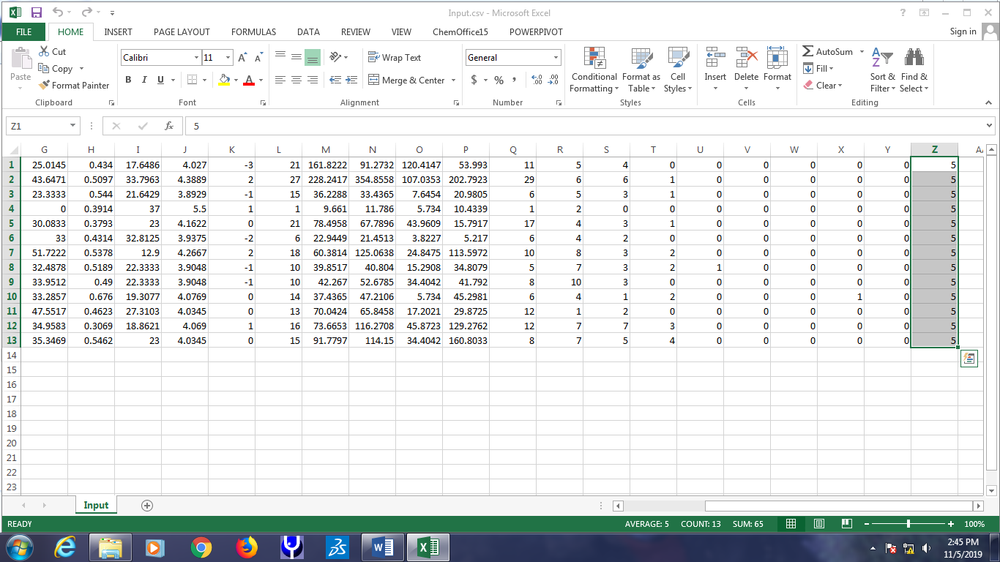 Input.csv - Microsoft Excel
FILE HOME INSERT PAGE LAYOUT FORMULAS DATA REVIEW VIEW ChemOffice15 POWERPIVOT Sign in
Paste Cut Copy Format Painter Clipboard
Calibri 11 B I U A Font
Wrap Text Merge & Center Alignment
General $ % , Number
Conditional Formatting Format as Table Cell Styles Styles
Insert Delete Format Cells
AutoSum Fill Clear Sort & Filter Find & Select Editing
Z1 fx 5
G H I J K L M N O P Q R S T U V W X Y Z
1 25.0145 0.434 17.6486 4.027 -3 21 161.8222 91.2732 120.4147 53.993 11 5 4 0 0 0 0 0 0 5
2 43.6471 0.5097 33.7963 4.3889 2 27 228.2417 354.8558 107.0353 202.7923 29 6 6 1 0 0 0 0 0 5
3 23.3333 0.544 21.6429 3.8929 -1 15 36.2288 33.4365 7.6454 20.9805 6 5 3 1 0 0 0 0 0 5
4 0 0.3914 37 5.5 1 1 9.661 11.786 5.734 10.4339 1 2 0 0 0 0 0 0 0 5
5 30.0833 0.3793 23 4.1622 0 21 78.4958 67.7896 43.9609 15.7917 17 4 3 1 0 0 0 0 0 5
6 33 0.4314 32.8125 3.9375 -2 6 22.9449 21.4513 3.8227 5.217 6 4 2 0 0 0 0 0 0 5
7 51.7222 0.5378 12.9 4.2667 2 18 60.3814 125.0638 24.8475 113.5972 10 8 3 2 0 0 0 0 0 5
8 32.4878 0.5189 22.3333 3.9048 -1 10 39.8517 40.804 15.2908 34.8079 5 7 3 2 1 0 0 0 0 5
9 33.9512 0.49 22.3333 3.9048 -1 10 42.267 52.6785 34.4042 41.792 8 10 3 0 0 0 0 0 0 5
10 33.2857 0.676 19.3077 4.0769 0 14 37.4365 47.2106 5.734 45.2981 6 4 1 2 0 0 0 1 0 5
11 47.5517 0.4623 27.3103 4.0345 0 13 70.0424 65.8458 17.2021 29.8725 12 1 2 0 0 0 0 0 0 5
12 34.9583 0.3069 18.8621 4.069 1 16 73.6653 116.2708 45.8723 129.2762 12 7 7 3 0 0 0 0 0 5
13 35.3469 0.5462 23 4.0345 0 15 91.7797 114.15 34.4042 160.8033 8 7 5 4 0 0 0 0 0 5
14
15
16
17
18
19
20
21
22
23
Input
READY AVERAGE: 5 COUNT: 13 SUM: 65 100%
2:45 PM
11/5/2019